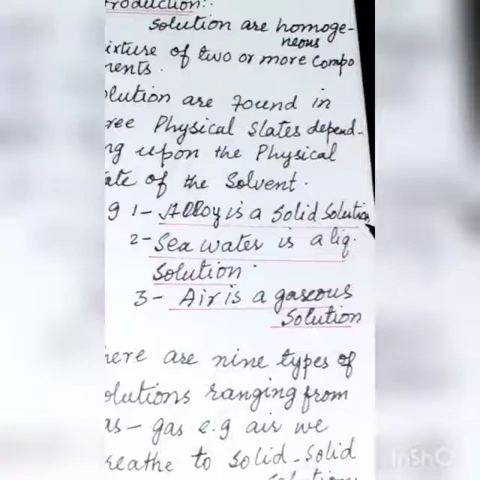 roduction:-
Solution are homoge-
neous
ixture of two or more compo
nents.
olution are found in
ree Physical States depend-
ng upon the Physical
ate of the Solvent.
g 1- Alloy is a Solid Solution
2- Sea water is a liq.
Solution.
3- Air is a gaseous
Solution
here are nine types of
olutions ranging from
as - gas e.g air we
reathe to Solid-Solid
InShO